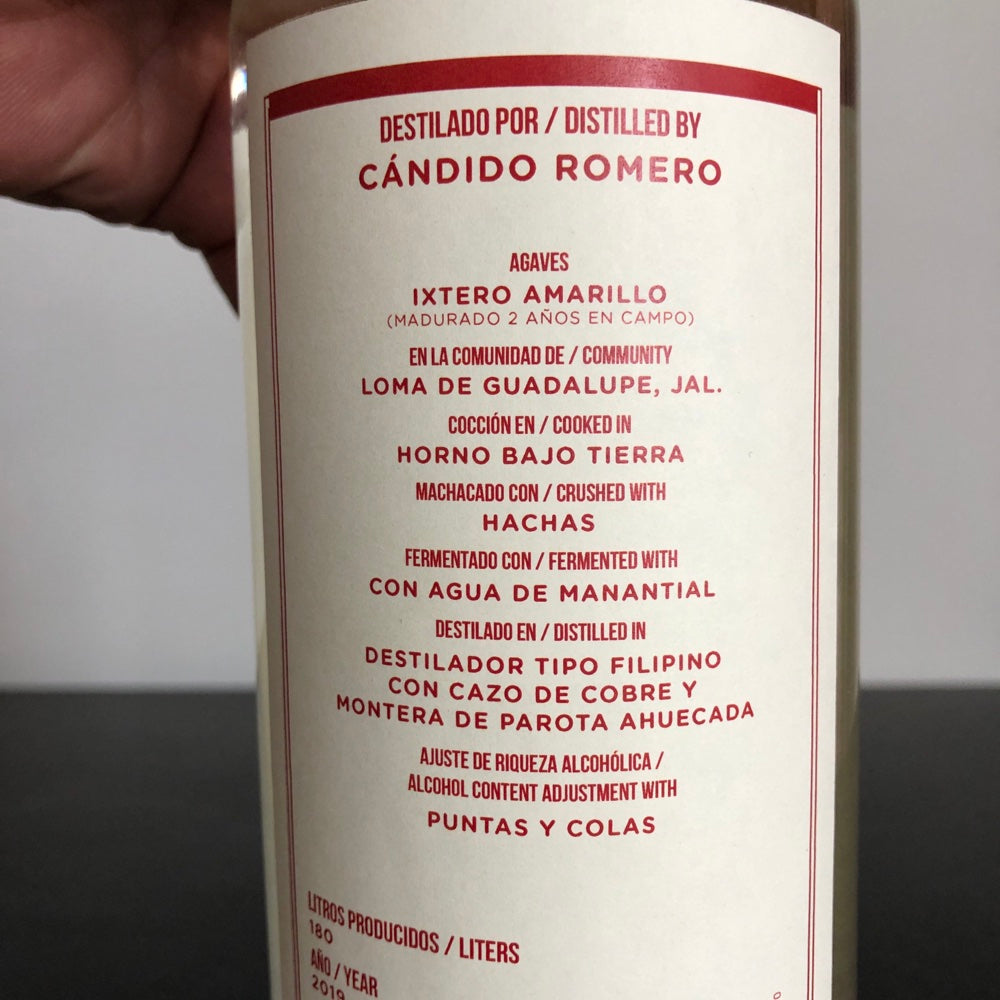 DESTILADO POR / DISTILLED BY
CÁNDIDO ROMERO
AGAVES
IXTERO AMARILLO
(MADURADO 2 AÑOS EN CAMPO)
EN LA COMUNIDAD DE / COMMUNITY
LOMA DE GUADALUPE, JAL.
COCCIÓN EN / COOKED IN
HORNO BAJO TIERRA
MACHACADO CON / CRUSHED WITH
HACHAS
FERMENTADO CON / FERMENTED WITH
CON AGUA DE MANANTIAL
DESTILADO EN / DISTILLED IN
DESTILADOR TIPO FILIPINO
CON CAZO DE COBRE Y
MONTERA DE PAROTA AHUECADA
AJUSTE DE RIQUEZA ALCOHÓLICA /
ALCOHOL CONTENT ADJUSTMENT WITH
PUNTAS Y COLAS
LITROS PRODUCIDOS / LITERS
180
AÑO / YEAR
2019